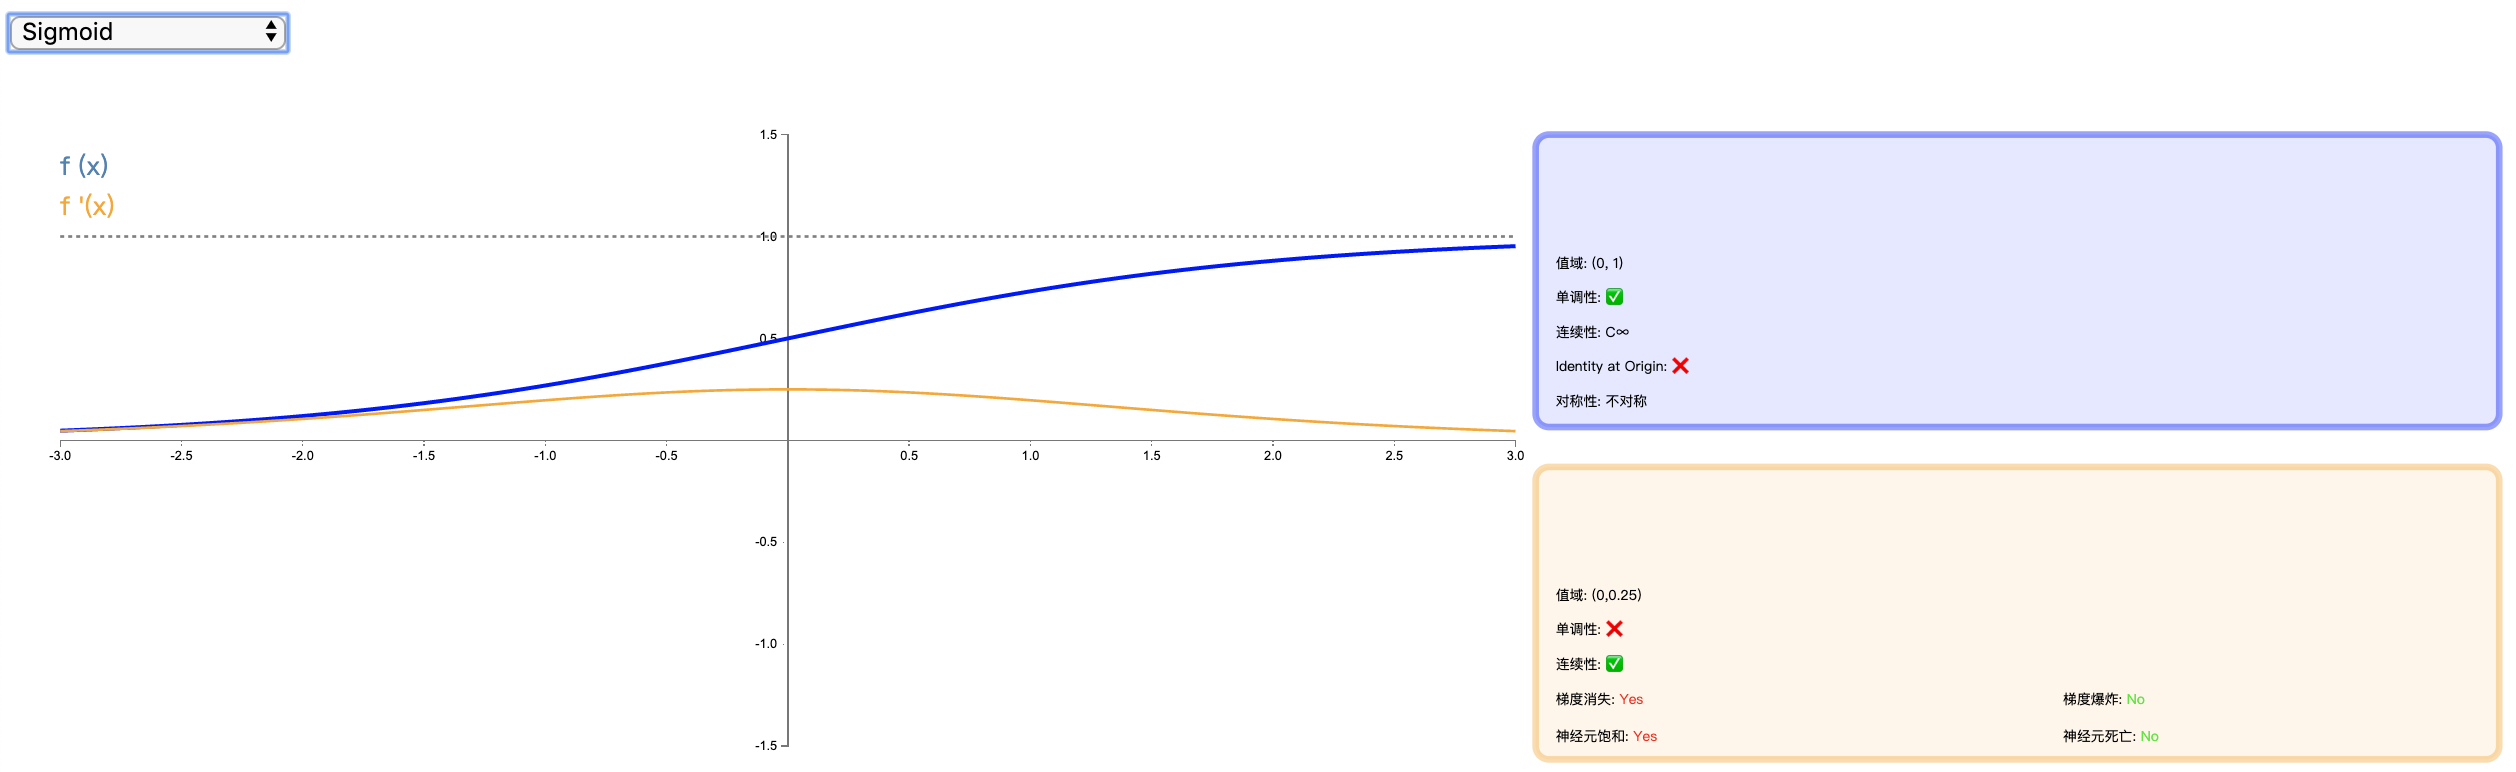 Sigmoid
f (x)
f '(x)
1.5
1.0
0.5
-0.5
-1.0
-1.5
-3.0 -2.5 -2.0 -1.5 -1.0 -0.5 0.5 1.0 1.5 2.0 2.5 3.0
值域: (0, 1)
单调性: ✅
连续性: C∞
Identity at Origin: ❌
对称性: 不对称
值域: (0,0.25)
单调性: ❌
连续性: ✅
梯度消失: Yes 梯度爆炸: No
神经元饱和: Yes 神经元死亡: No